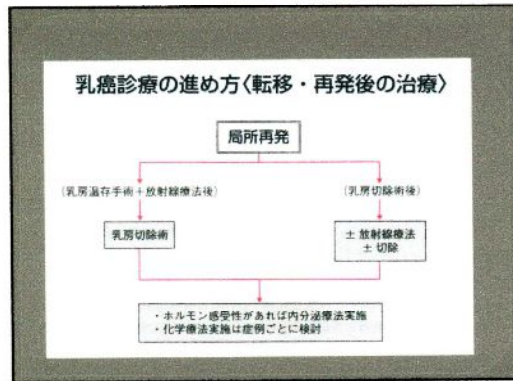 乳癌診療の進め方〈転移・再発後の治療〉
局所再発
(乳房温存手術＋放射線療法後)
(乳房切除術後)
乳房切除術
± 放射線療法
± 切除
・ホルモン感受性があれば内分泌療法実施
・化学療法実施は症例ごとに検討